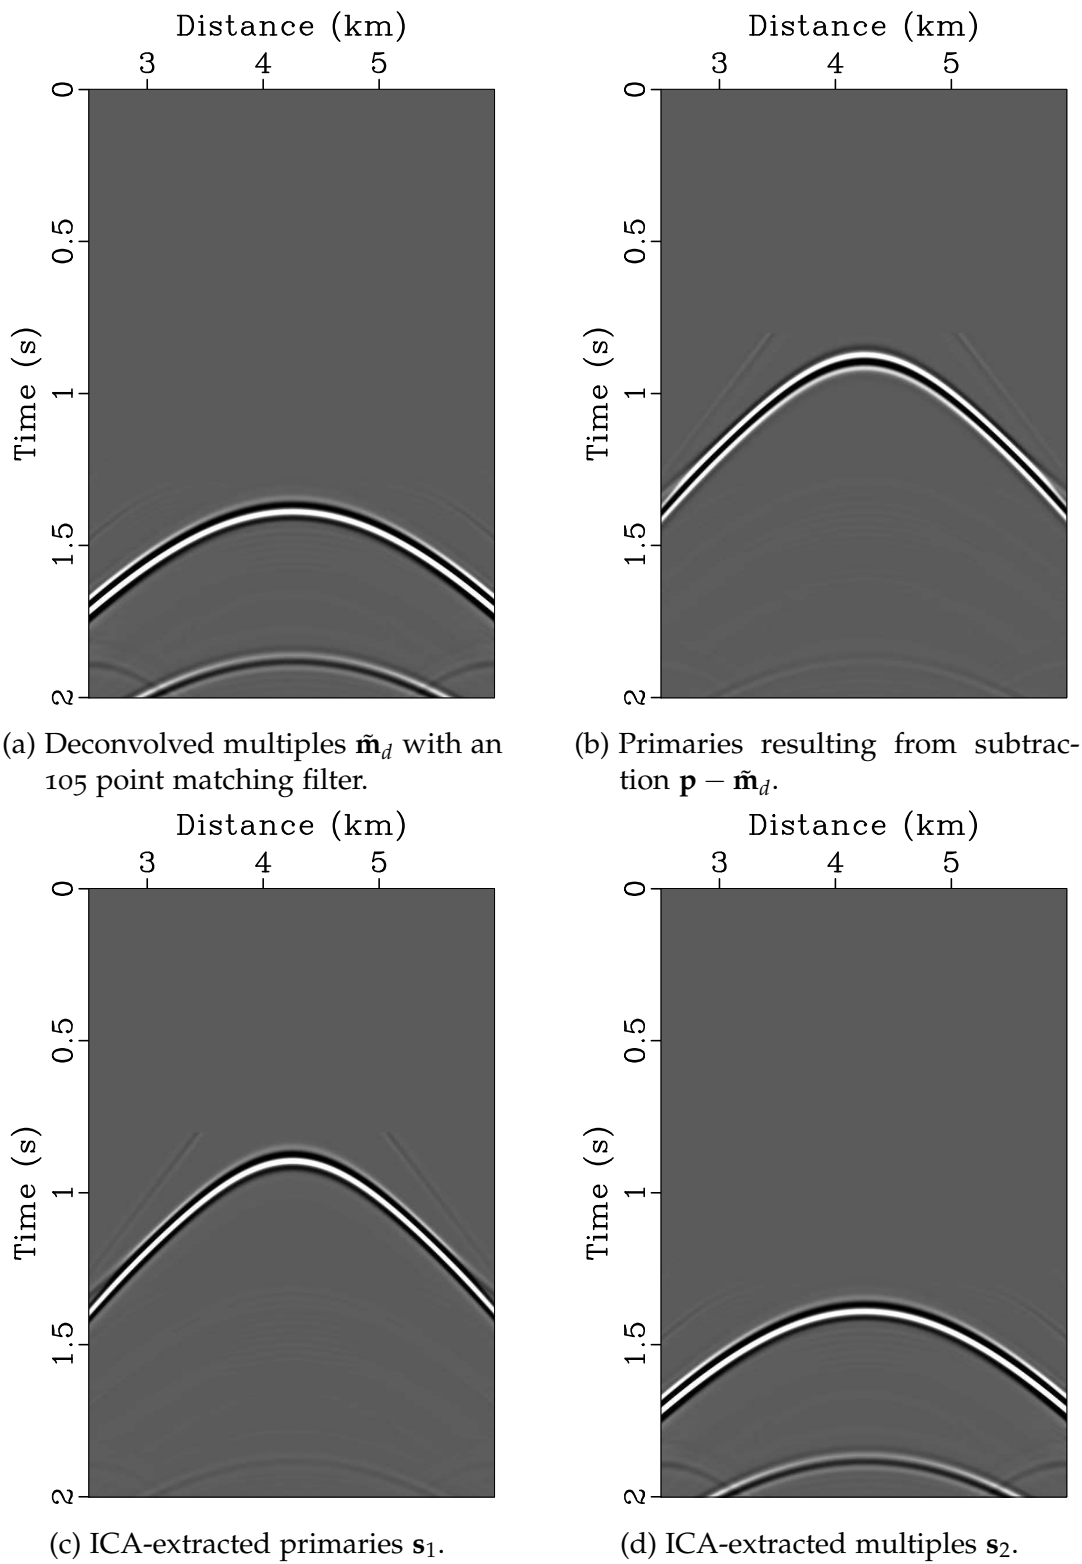 Distance (km)
3 4 5
0
0.5
1
1.5
2
Time (s)
(a) Deconvolved multiples m̃d with an
105 point matching filter.
Distance (km)
3 4 5
0
0.5
1
1.5
2
Time (s)
(b) Primaries resulting from subtrac-
tion p − m̃d.
Distance (km)
3 4 5
0
0.5
1
1.5
2
Time (s)
(c) ICA-extracted primaries s1.
Distance (km)
3 4 5
0
0.5
1
1.5
2
Time (s)
(d) ICA-extracted multiples s2.